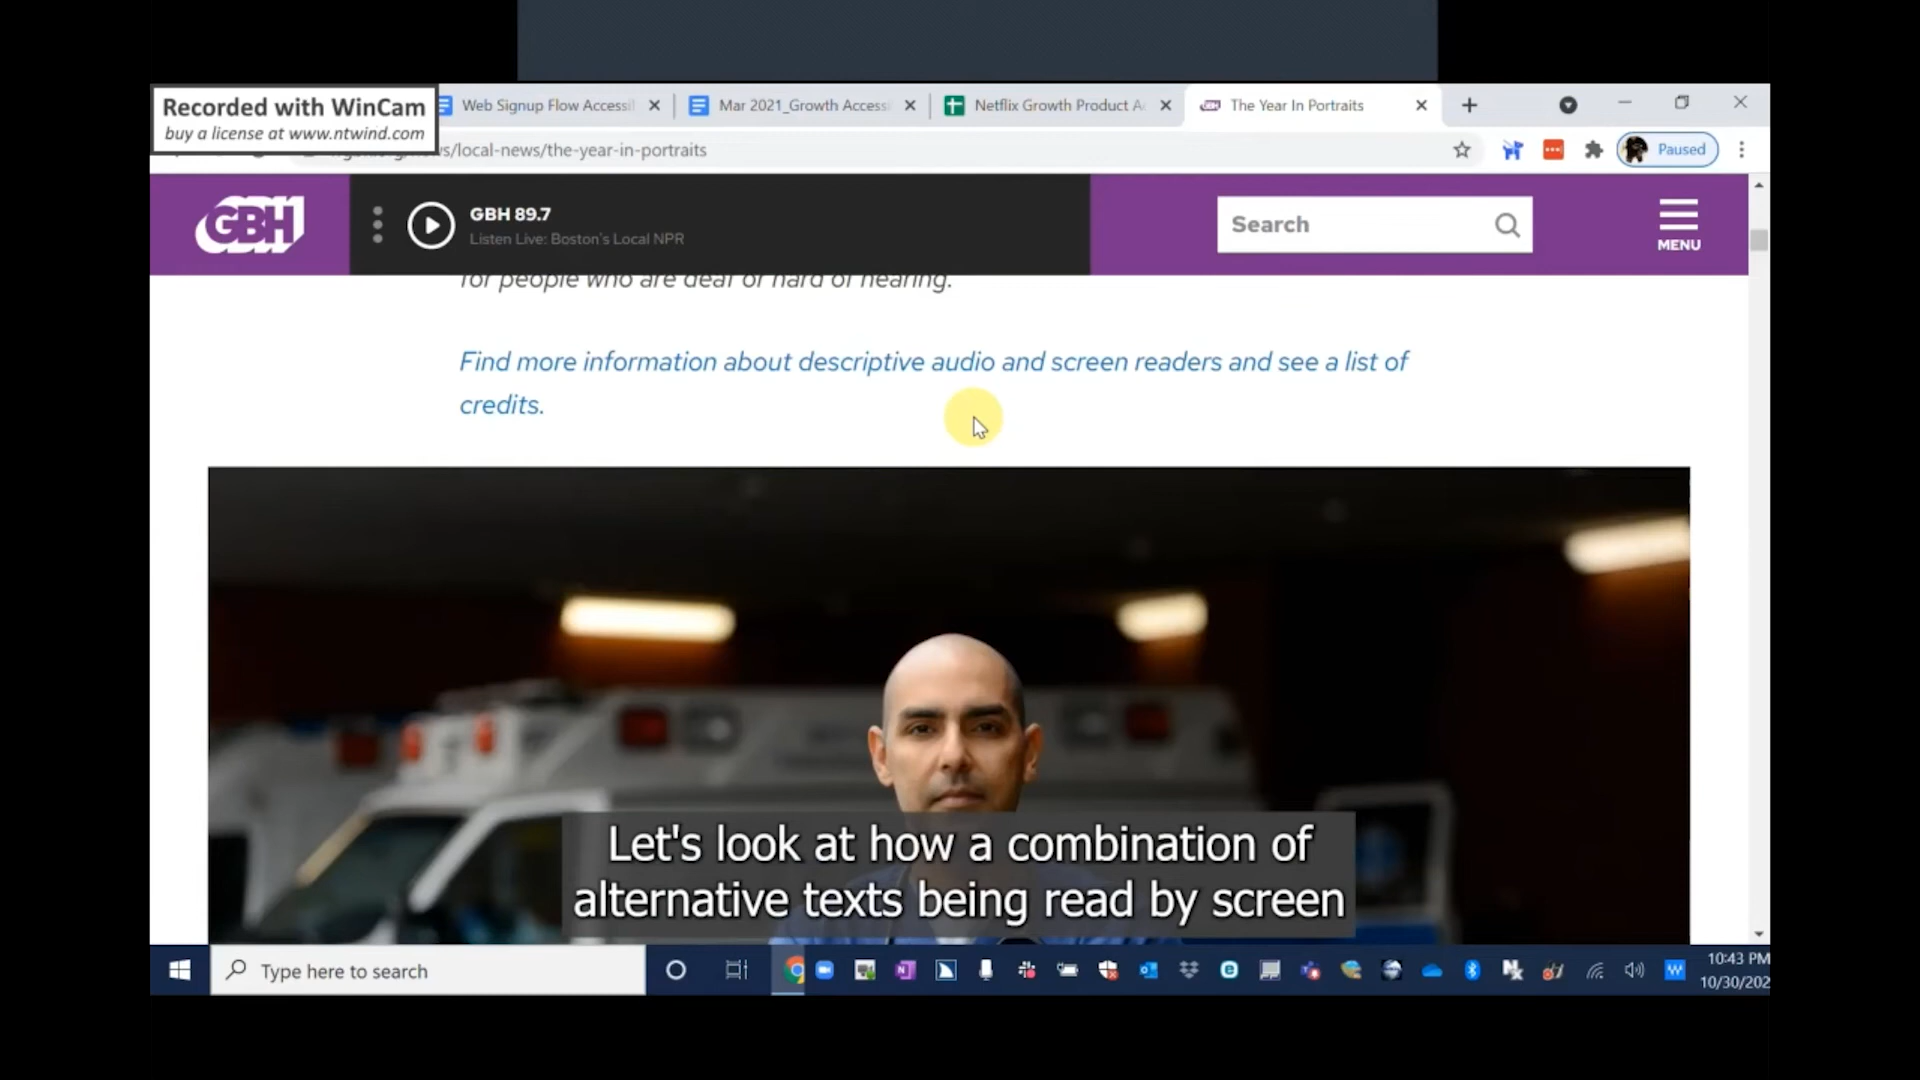 Recorded with WinCam
buy a license at www.ntwind.com
Web Signup Flow Accessi
Mar 2021_Growth Access
Netflix Growth Product A
The Year In Portraits
/local-news/the-year-in-portraits
Paused
GBH
GBH 89.7
Listen Live: Boston's Local NPR
Search
MENU
for people who are deaf or hard of hearing.
Find more information about descriptive audio and screen readers and see a list of
credits.
Let's look at how a combination of
alternative texts being read by screen
Type here to search
10:43 PM
10/30/202